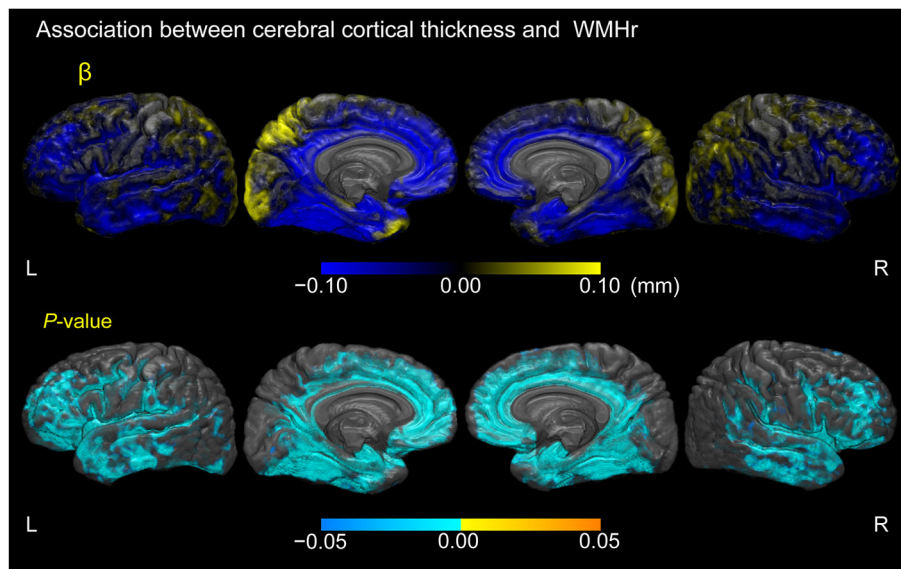 Association between cerebral cortical thickness and WMHr
β
L
R
−0.10 0.00 0.10 (mm)
P-value
L
R
−0.05 0.00 0.05